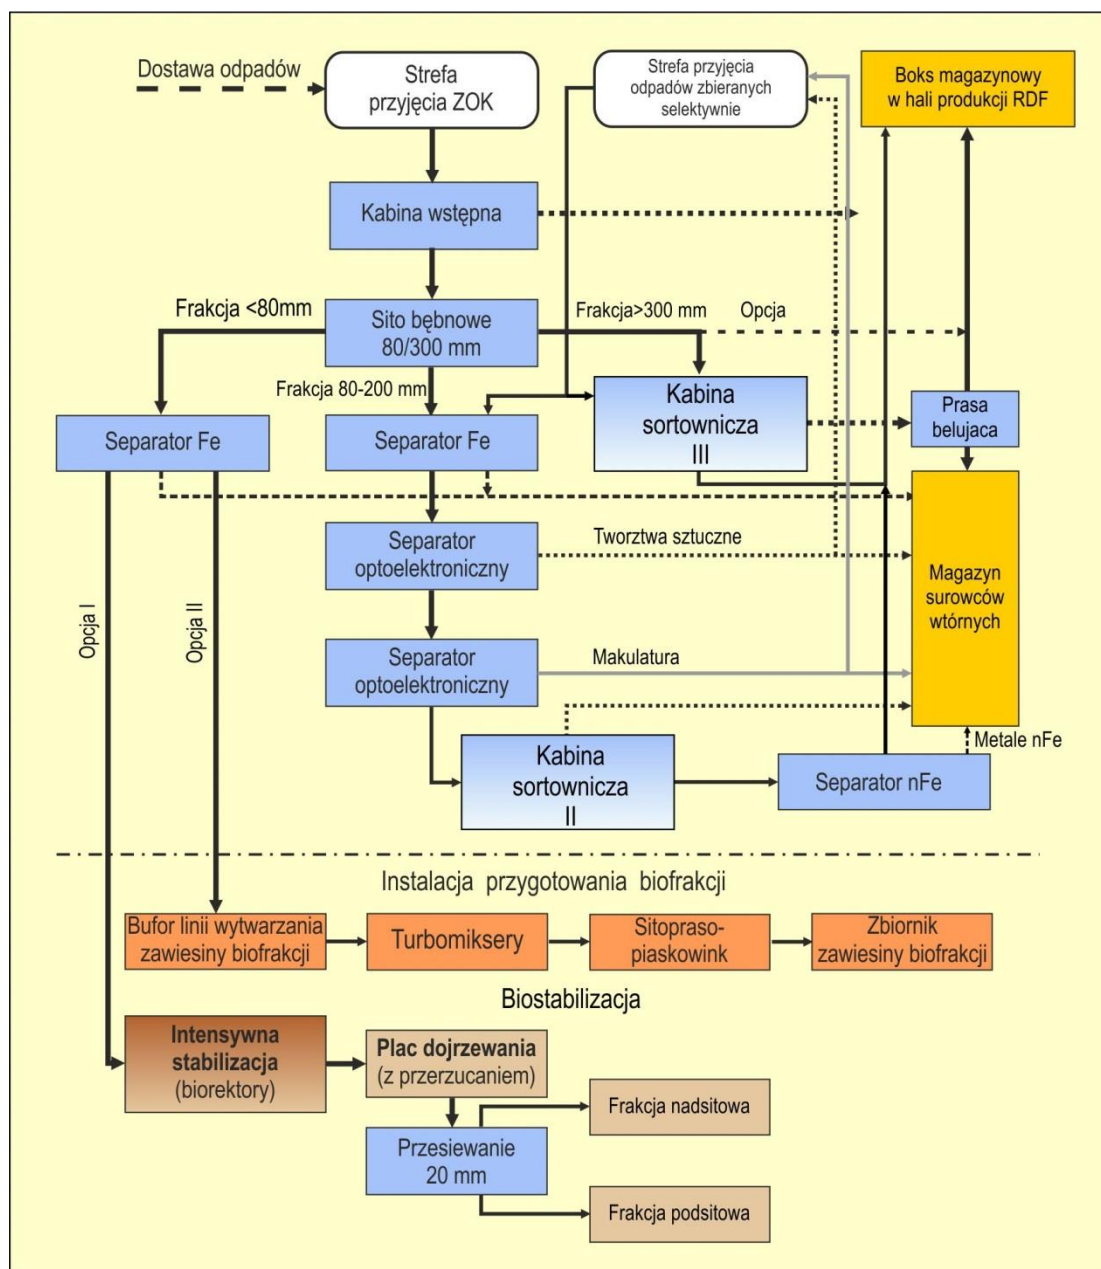 Dostawa odpadów
Strefa
przyjęcia ZOK
Strefa przyjęcia
odpadów zbieranych
selektywnie
Boks magazynowy
w hali produkcji RDF
Kabina wstępna
Frakcja <80mm
Sito bębnowe
80/300 mm
Frakcja>300 mm
Opcja
Frakcja 80-200 mm
Separator Fe
Separator Fe
Kabina
sortownicza
III
Prasa
belujaca
Separator
optoelektroniczny
Tworztwa sztuczne
Magazyn
surowców
wtórnych
Opcja I
Opcja II
Separator
optoelektroniczny
Makulatura
Kabina
sortownicza
II
Metale nFe
Separator nFe
Instalacja przygotowania biofrakcji
Bufor linii wytwarzania
zawiesiny biofrakcji
Turbomiksery
Sitopraso-
piaskowink
Zbiornik
zawiesiny biofrakcji
Biostabilizacja
Intensywna
stabilizacja
(biorektory)
Plac dojrzewania
(z przerzucaniem)
Frakcja nadsitowa
Przesiewanie
20 mm
Frakcja podsitowa